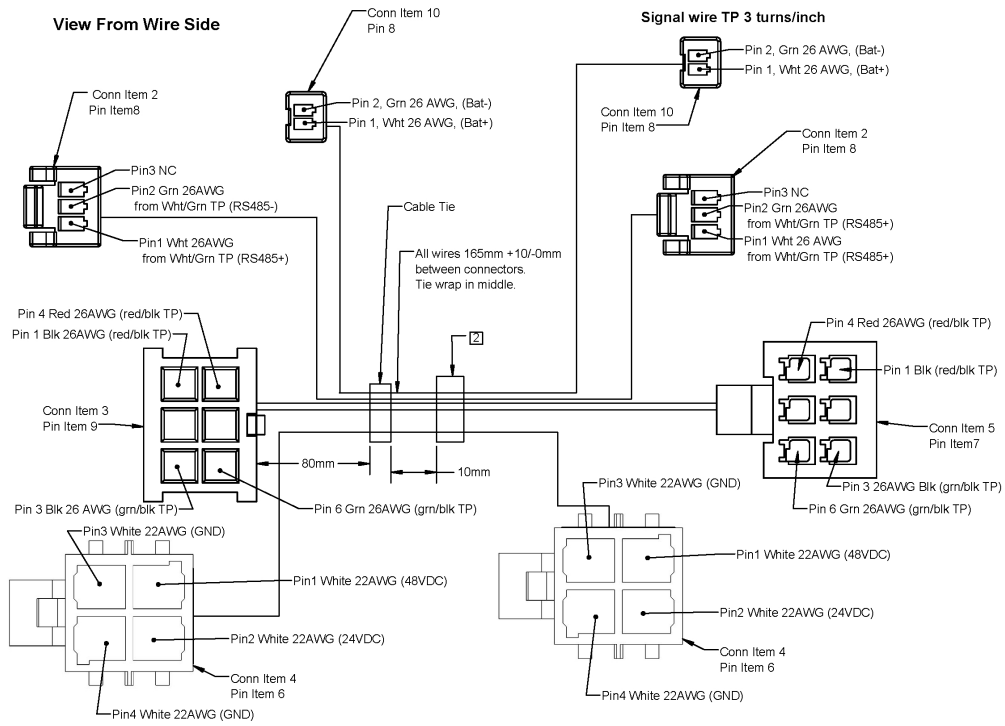 View From Wire Side
Conn Item 10
Pin 8
Signal wire TP 3 turns/inch
Pin 2, Grn 26 AWG, (Bat-)
Pin 1, Wht 26 AWG, (Bat+)
Conn Item 10
Pin Item 8
Conn Item 2
Pin Item8
Pin 2, Grn 26 AWG, (Bat-)
Pin 1, Wht 26 AWG, (Bat+)
Conn Item 2
Pin Item 8
Pin3 NC
Pin2 Grn 26AWG
from Wht/Grn TP (RS485-)
Pin1 Wht 26AWG
from Wht/Grn TP (RS485+)
Cable Tie
All wires 165mm +10/-0mm
between connectors.
Tie wrap in middle.
Pin3 NC
Pin2 Grn 26AWG
from Wht/Grn TP (RS485+)
Pin1 Wht 26 AWG
from Wht/Grn TP (RS485+)
Pin 4 Red 26AWG (red/blk TP)
Pin 1 Blk 26AWG (red/blk TP)
2
Pin 4 Red 26AWG (red/blk TP)
Pin 1 Blk (red/blk TP)
Conn Item 3
Pin Item 9
Conn Item 5
Pin Item7
80mm
10mm
Pin 3 Blk 26 AWG (grn/blk TP)
Pin 6 Grn 26AWG (grn/blk TP)
Pin3 White 22AWG (GND)
Pin 3 26AWG Blk (grn/blk TP)
Pin 6 Grn 26AWG (grn/blk TP)
Pin3 White 22AWG (GND)
Pin1 White 22AWG (48VDC)
Pin2 White 22AWG (24VDC)
Conn Item 4
Pin Item 6
Pin4 White 22AWG (GND)
Pin1 White 22AWG (48VDC)
Pin2 White 22AWG (24VDC)
Conn Item 4
Pin Item 6
Pin4 White 22AWG (GND)